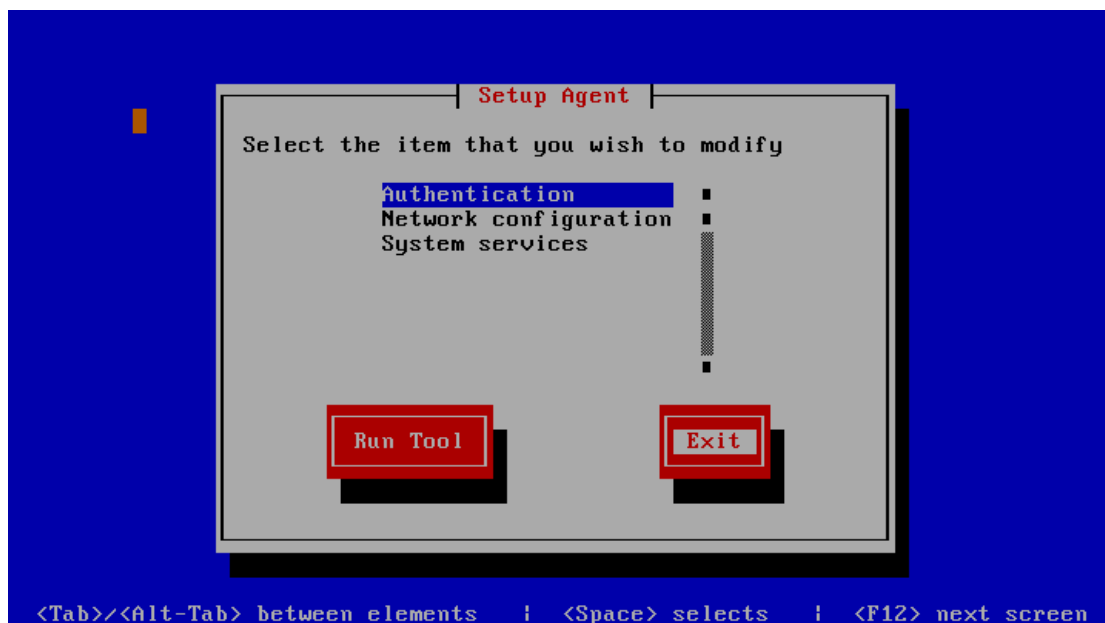 Setup Agent
Select the item that you wish to modify
Authentication
Network configuration
System services
Run Tool
Exit
<Tab>/<Alt-Tab> between elements ¦ <Space> selects ¦ <F12> next screen